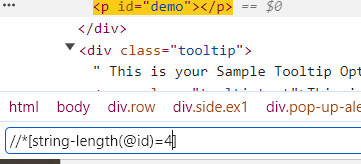 ... <p id="demo"></p> == $0
</div>
▼<div class="tooltip">
" This is your Sample Tooltip Opt
html body div.row div.side.ex1 div.pop-up-ale
//*[string-length(@id)=4]